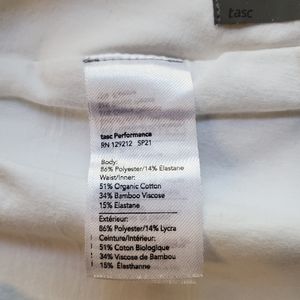 tasc
tasc Performance
RN 129212 SP21
Body:
86% Polyester/14% Elastane
Waist/Inner:
51% Organic Cotton
34% Bamboo Viscose
15% Elastane
Extérieur:
86% Polyester/14% Lycra
Ceinture/Intérieur:
51% Coton Biologique
34% Viscose de Bambou
15% Élasthanne